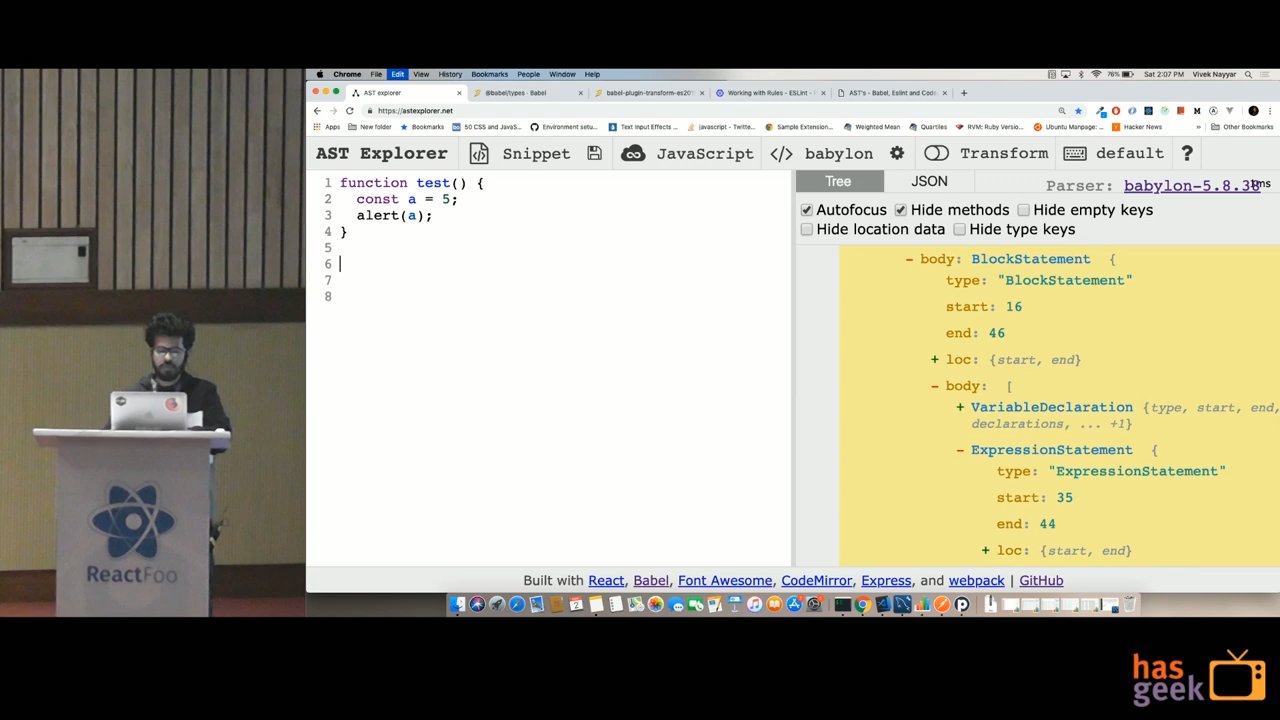 Chrome File Edit View History Bookmarks People Window Help 76% Sat 2:07 PM Vivek Nayyar
AST explorer × @babel/types · Babel × babel-plugin-transform-es201 × Working with Rules - ESLint - × AST's - Babel, Eslint and Code ×
https://astexplorer.net
Apps New folder Bookmarks 50 CSS and JavaS... Environment setu... Text Input Effects ... javascript - Twitte... Sample Extension... Weighted Mean Quartiles RVM: Ruby Versio... Ubuntu Manpage: ... Hacker News » Other Bookmarks
AST Explorer Snippet JavaScript </> babylon Transform default ?
Tree JSON Parser: babylon-5.8.38
Autofocus Hide methods Hide empty keys
Hide location data Hide type keys
1 function test() {
2 const a = 5;
3 alert(a);
4 }
5
6
7
8
- body: BlockStatement {
type: "BlockStatement"
start: 16
end: 46
+ loc: {start, end}
- body: [
+ VariableDeclaration {type, start, end,
declarations, ... +1}
- ExpressionStatement {
type: "ExpressionStatement"
start: 35
end: 44
+ loc: {start, end}
Built with React, Babel, Font Awesome, CodeMirror, Express, and webpack | GitHub
ReactFoo
has
geek